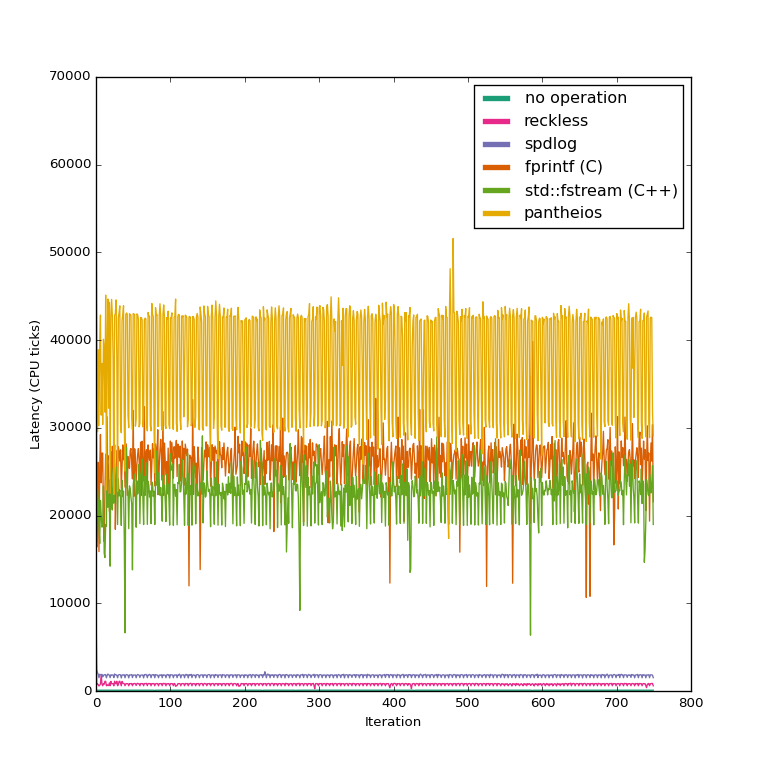 70000
60000
50000
40000
30000
20000
10000
0
Latency (CPU ticks)
no operation
reckless
spdlog
fprintf (C)
std::fstream (C++)
pantheios
0 100 200 300 400 500 600 700 800
Iteration